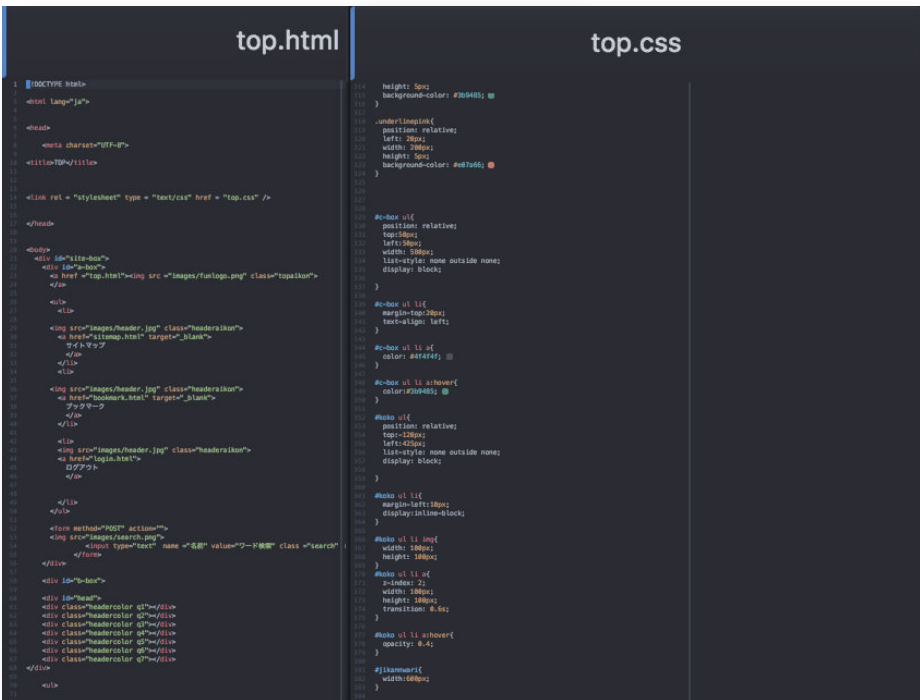 top.html
1 <!DOCTYPE html>
<html lang="ja">
<head>
<meta charset="UTF-8">
<title>TOP</title>
<link rel = "stylesheet" type = "text/css" href = "top.css" />
</head>
<body>
<div id="site-box">
<div id="a-box">
<a href ="top.html"><img src ="images/funlogo.png" class="topaikon">
</a>
<ul>
<li>
<img src="images/header.jpg" class="headeraikon">
<a href="sitemap.html" target="_blank">
サイトマップ
</a>
</li>
<li>
<img src="images/header.jpg" class="headeraikon">
<a href="bookmark.html" target="_blank">
ブックマーク
</a>
</li>
<li>
<img src="images/header.jpg" class="headeraikon">
<a href="login.html">
ログアウト
</a>
</li>
</ul>
<form method="POST" action="">
<img src="images/search.png">
<input type="text" name ="名前" value="ワード検索" class ="search"
</form>
</div>
<div id="b-box">
<div id="head">
<div class="headercolor q1"></div>
<div class="headercolor q2"></div>
<div class="headercolor q3"></div>
<div class="headercolor q4"></div>
<div class="headercolor q5"></div>
<div class="headercolor q6"></div>
<div class="headercolor q7"></div>
</div>
<ul>
top.css
height: 5px;
background-color: #3b9485;
}
.underlinepink{
position: relative;
left: 20px;
width: 200px;
height: 5px;
background-color: #e87a66;
}
#c-box ul{
position: relative;
top:50px;
left:50px;
width: 500px;
list-style: none outside none;
display: block;
}
#c-box ul li{
margin-top:20px;
text-align: left;
}
#c-box ul li a{
color: #4f4f4f;
}
#c-box ul li a:hover{
color:#3b9485;
}
#koko ul{
position: relative;
top:-120px;
left:425px;
list-style: none outside none;
display: block;
}
#koko ul li{
margin-left:10px;
display:inline-block;
}
#koko ul li img{
width: 100px;
height: 100px;
}
#koko ul li a{
z-index: 2;
width: 100px;
height: 100px;
transition: 0.6s;
}
#koko ul li a:hover{
opacity: 0.4;
}
#jikannwari{
width:600px;
}